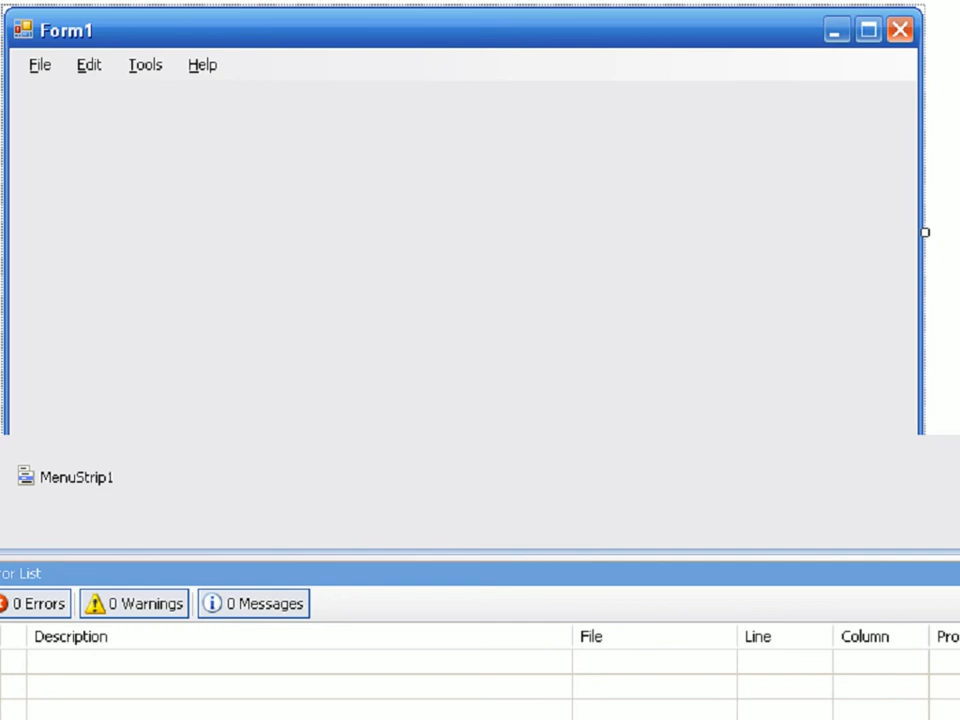 Form1
File Edit Tools Help
MenuStrip1
or List
0 Errors 0 Warnings 0 Messages
Description File Line Column Pro